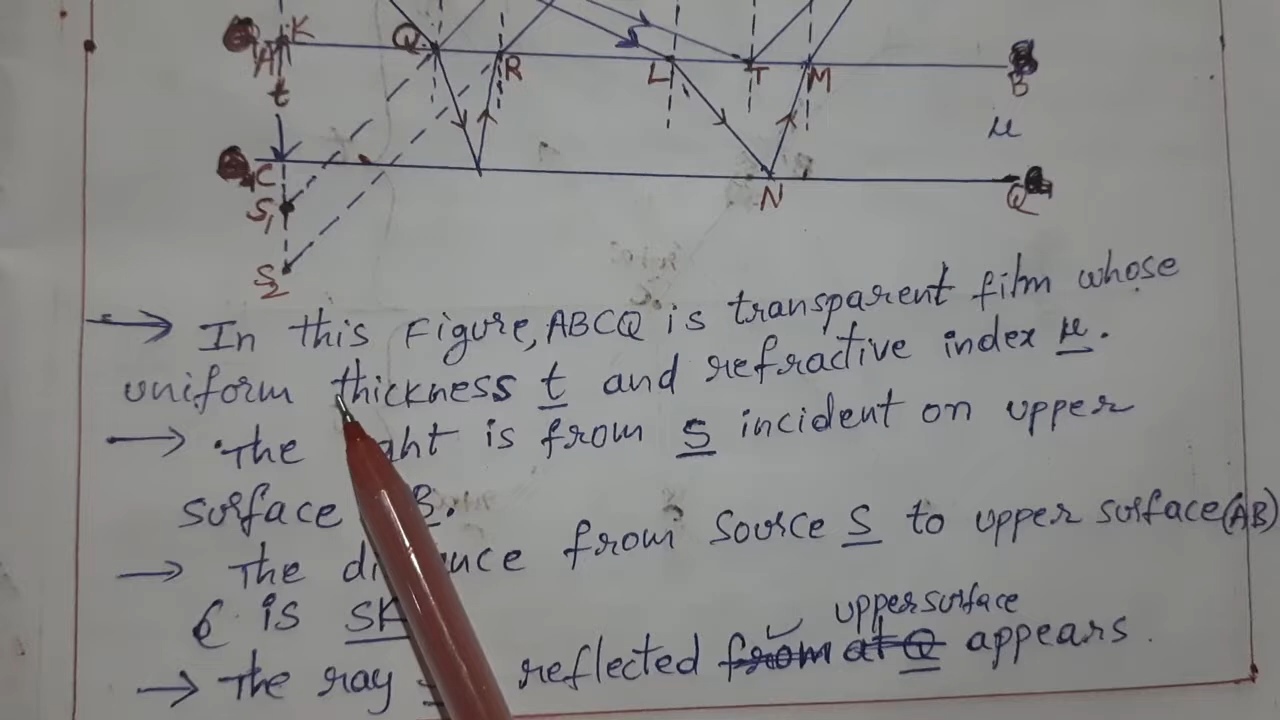 K
Q
A
R
L
T
M
B
t
μ
C
S1
N
Q
S2
→ In this Figure, ABCQ is transparent film whose
uniform thickness t and refractive index μ.
→ The is from S incident on upper
surface B.
→ The from source S to upper surface (AB)
is SK
upper surface
→ The ray reflected from at Q appears.